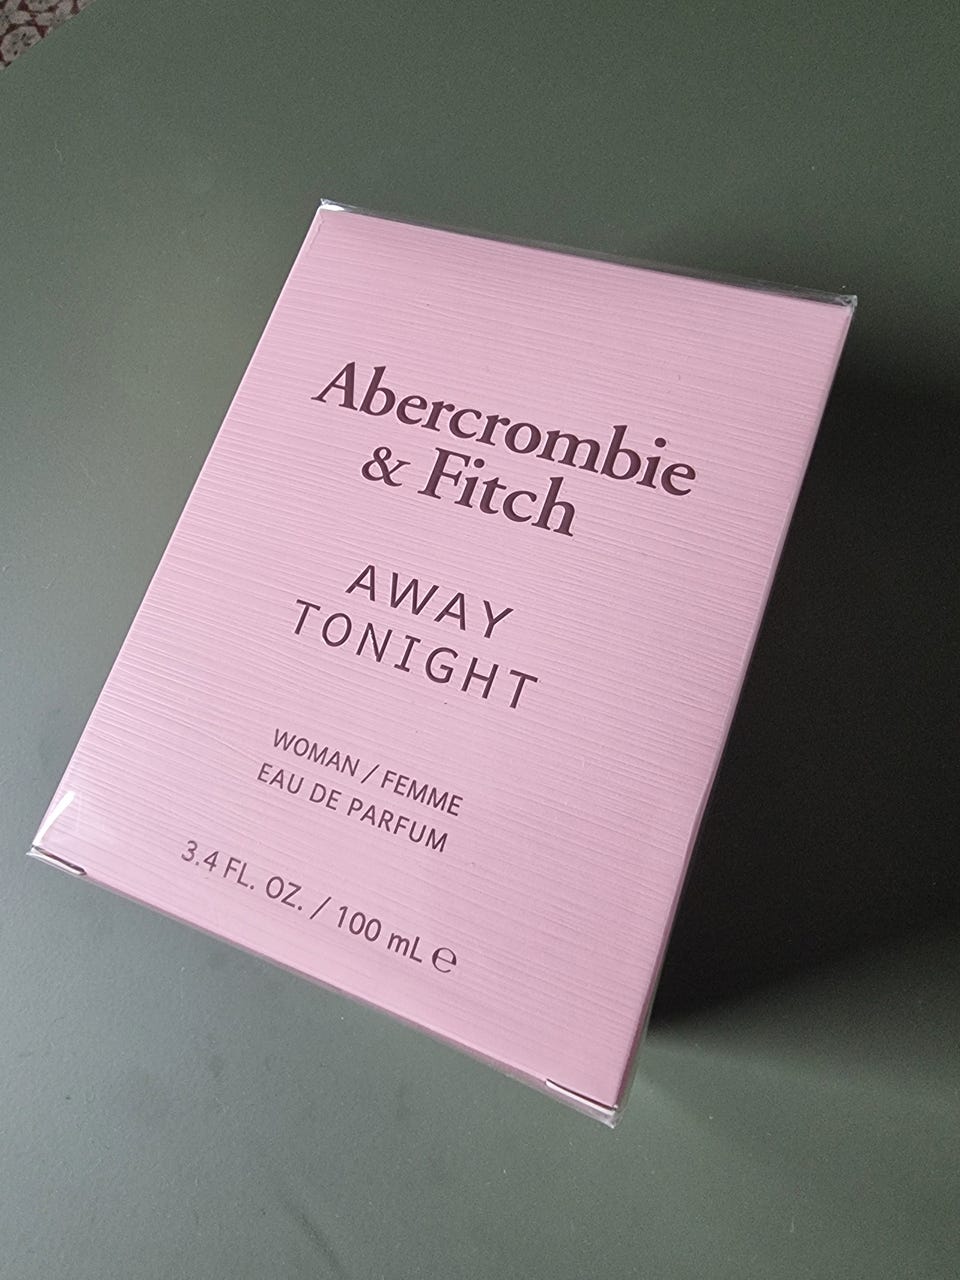 Abercrombie
& Fitch
AWAY
TONIGHT
WOMAN / FEMME
EAU DE PARFUM
3.4 FL. OZ. / 100 mL ℮